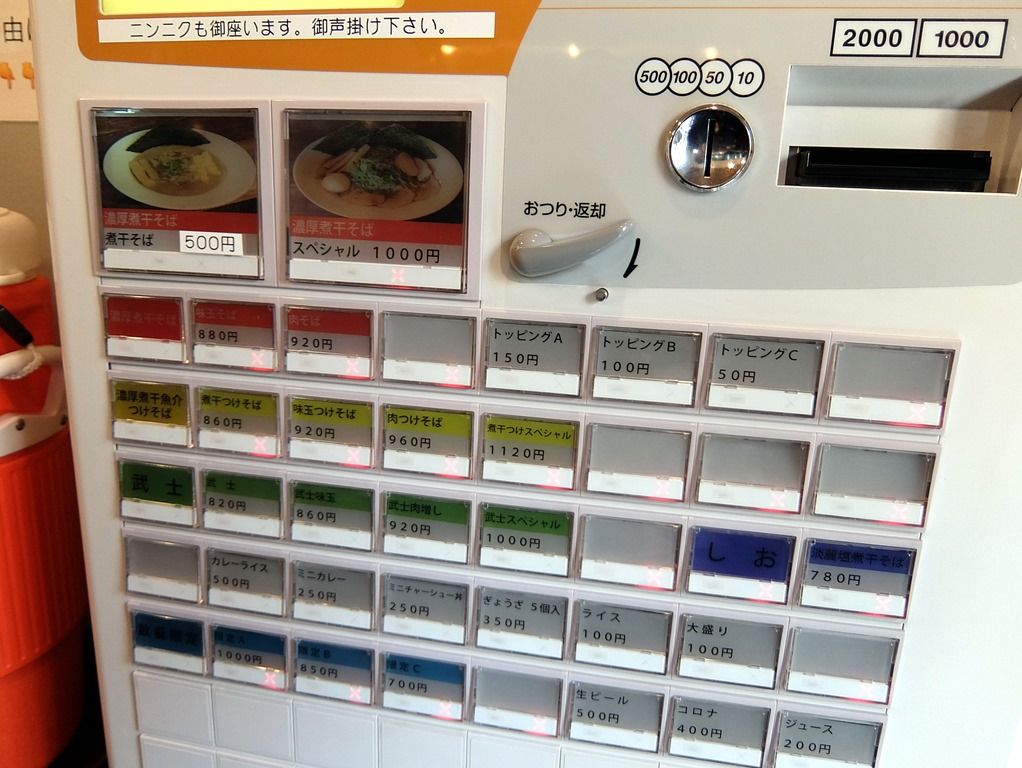 由
ニンニクも御座います。御声掛け下さい。
2000 1000
500 100 50 10
おつり・返却
濃厚煮干そば
煮干そば 500円
濃厚煮干そば
スペシャル 1000円
濃厚煮干そば
味玉そば
880円
肉そば
920円
トッピングA
150円
トッピングB
100円
トッピングC
50円
濃厚煮干魚介
つけそば
煮干つけそば
860円
味玉つけそば
920円
肉つけそば
960円
煮干つけスペシャル
1120円
武士
武士
820円
武士味玉
860円
武士肉増し
920円
武士スペシャル
1000円
しお
淡麗塩煮干そば
780円
カレーライス
500円
ミニカレー
250円
ミニチャーシュー丼
250円
ぎょうざ 5個入
350円
ライス
100円
大盛り
100円
数量限定
限定A
1000円
限定B
850円
限定C
700円
生ビール
500円
コロナ
400円
ジュース
200円